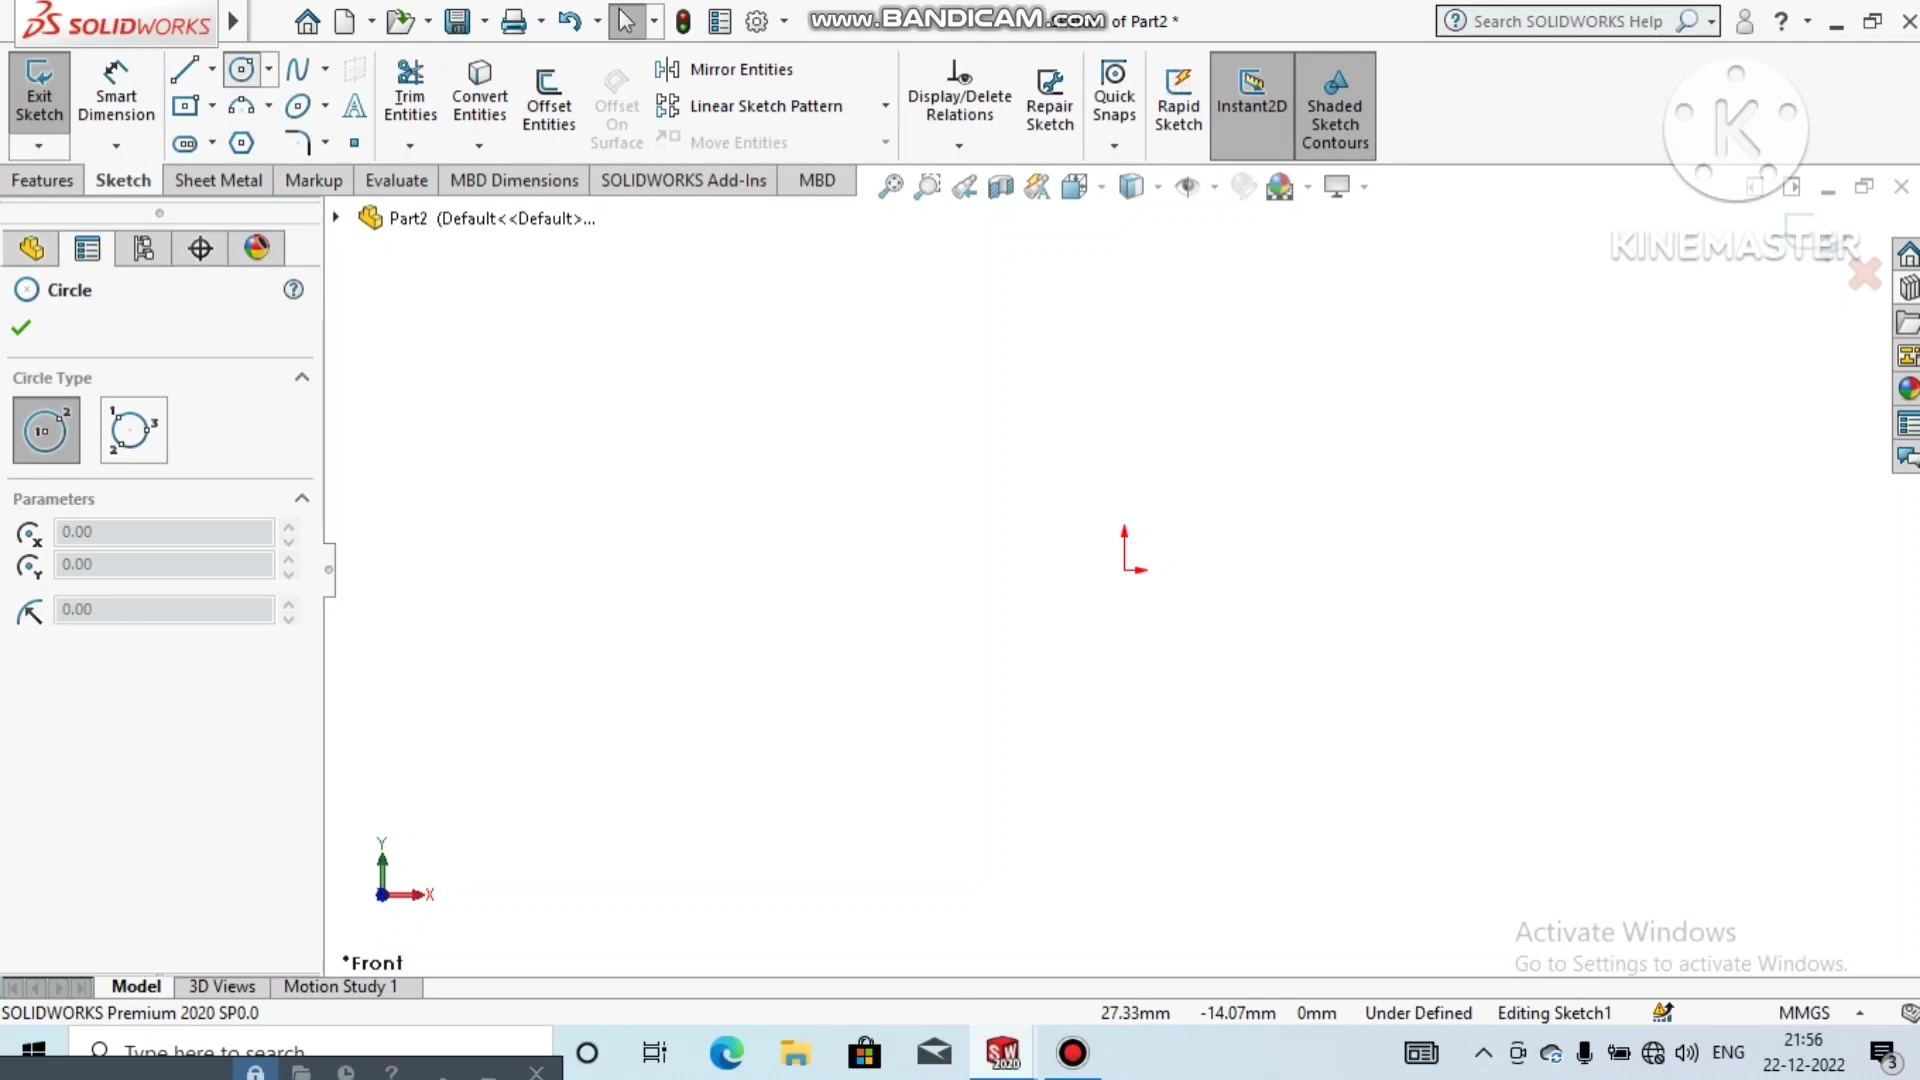 SOLIDWORKS
www.BANDICAM.com of Part2 *
Search SOLIDWORKS Help
Exit Sketch
Smart Dimension
Trim Entities
Convert Entities
Offset Entities
Offset On Surface
Mirror Entities
Linear Sketch Pattern
Move Entities
Display/Delete Relations
Repair Sketch
Quick Snaps
Rapid Sketch
Instant2D
Shaded Sketch Contours
K
KINEMASTER
Features
Sketch
Sheet Metal
Markup
Evaluate
MBD Dimensions
SOLIDWORKS Add-Ins
MBD
Part2 (Default<<Default>...
Circle
Circle Type
Parameters
0.00
0.00
0.00
Y
X
*Front
Activate Windows
Go to Settings to activate Windows.
Model
3D Views
Motion Study 1
SOLIDWORKS Premium 2020 SP0.0
27.33mm
-14.07mm
0mm
Under Defined
Editing Sketch1
MMGS
Type here to search
SW 2020
ENG
21:56
22-12-2022
3